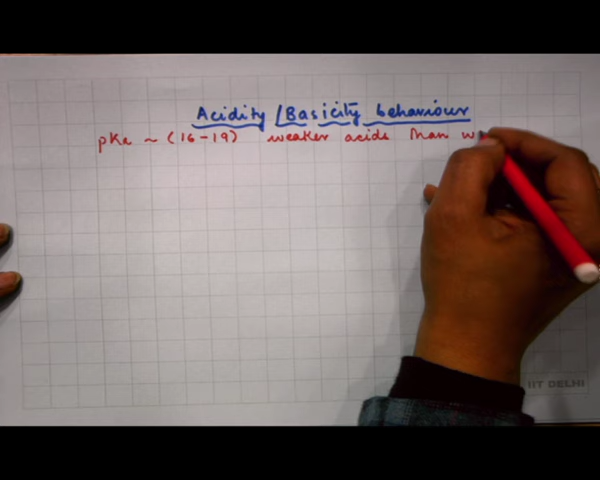 Acidity / Basicity behaviour
pKa ~ (16-19) weaker acids than w
IIT DELHI